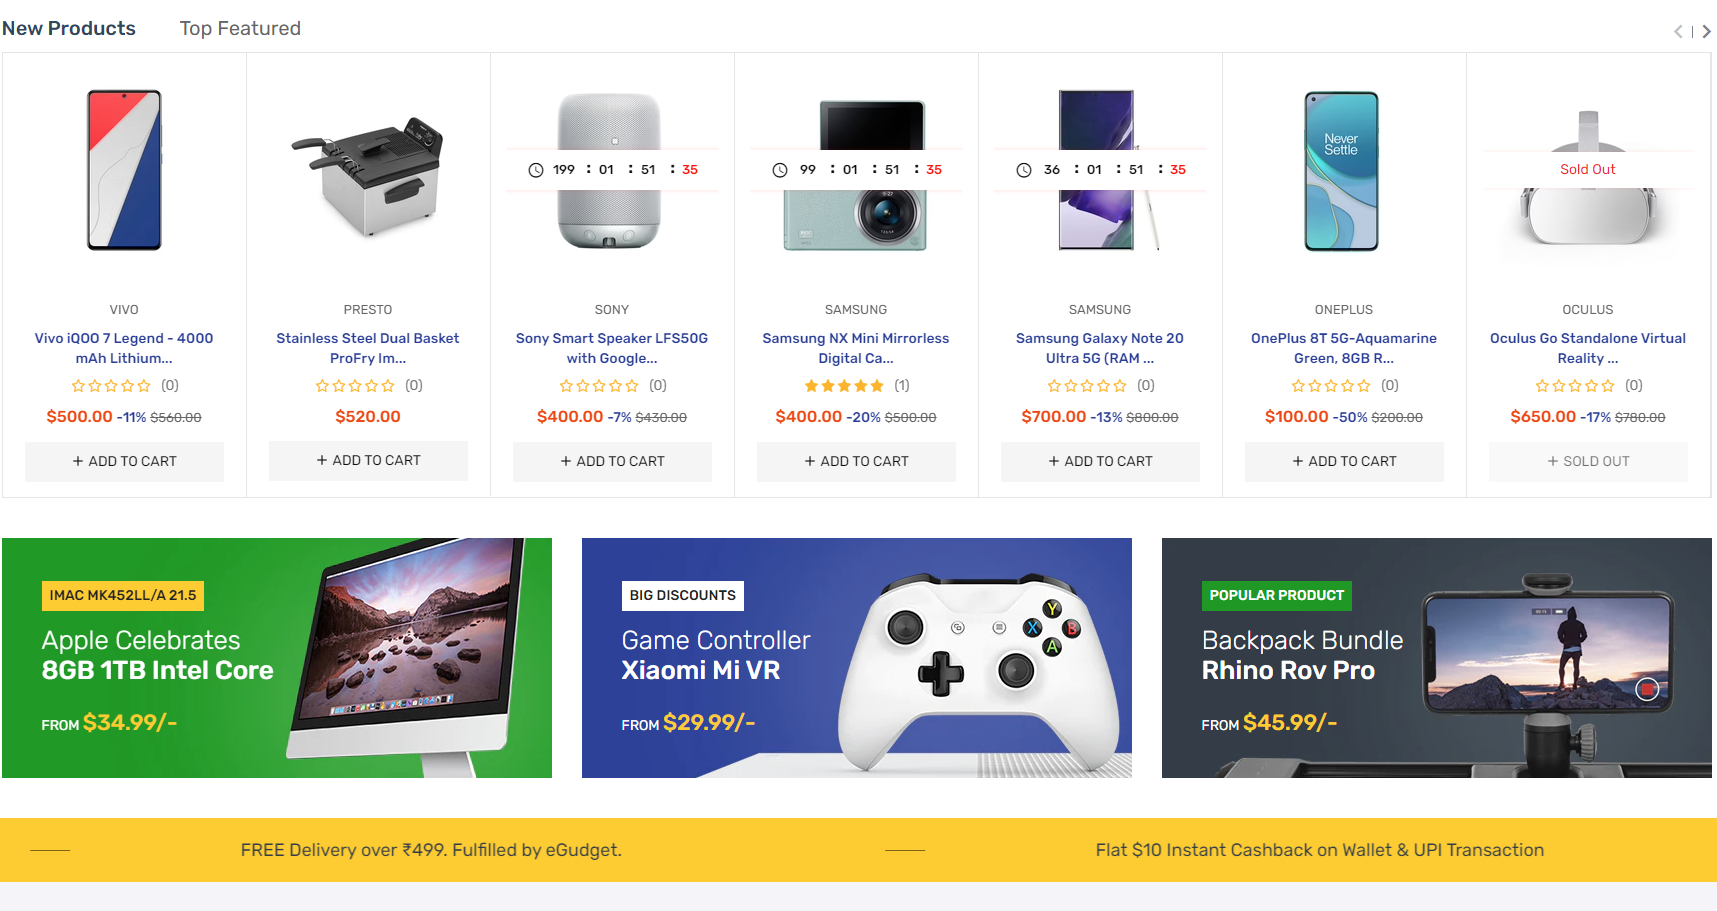 New Products
Top Featured
199 : 01 : 51 : 35
99 : 01 : 51 : 35
36 : 01 : 51 : 35
Never
Settle
Sold Out
VIVO
Vivo iQOO 7 Legend - 4000
mAh Lithium...
(0)
$500.00 -11% $560.00
+ ADD TO CART
PRESTO
Stainless Steel Dual Basket
ProFry Im...
(0)
$520.00
+ ADD TO CART
SONY
Sony Smart Speaker LFS50G
with Google...
(0)
$400.00 -7% $430.00
+ ADD TO CART
SAMSUNG
Samsung NX Mini Mirrorless
Digital Ca...
(1)
$400.00 -20% $500.00
+ ADD TO CART
SAMSUNG
Samsung Galaxy Note 20
Ultra 5G (RAM ...
(0)
$700.00 -13% $800.00
+ ADD TO CART
ONEPLUS
OnePlus 8T 5G-Aquamarine
Green, 8GB R...
(0)
$100.00 -50% $200.00
+ ADD TO CART
OCULUS
Oculus Go Standalone Virtual
Reality ...
(0)
$650.00 -17% $780.00
+ SOLD OUT
IMAC MK452LL/A 21.5
Apple Celebrates
8GB 1TB Intel Core
FROM $34.99/-
BIG DISCOUNTS
Game Controller
Xiaomi Mi VR
FROM $29.99/-
Y
X
B
A
POPULAR PRODUCT
Backpack Bundle
Rhino Rov Pro
FROM $45.99/-
FREE Delivery over ₹499. Fulfilled by eGudget.
Flat $10 Instant Cashback on Wallet & UPI Transaction